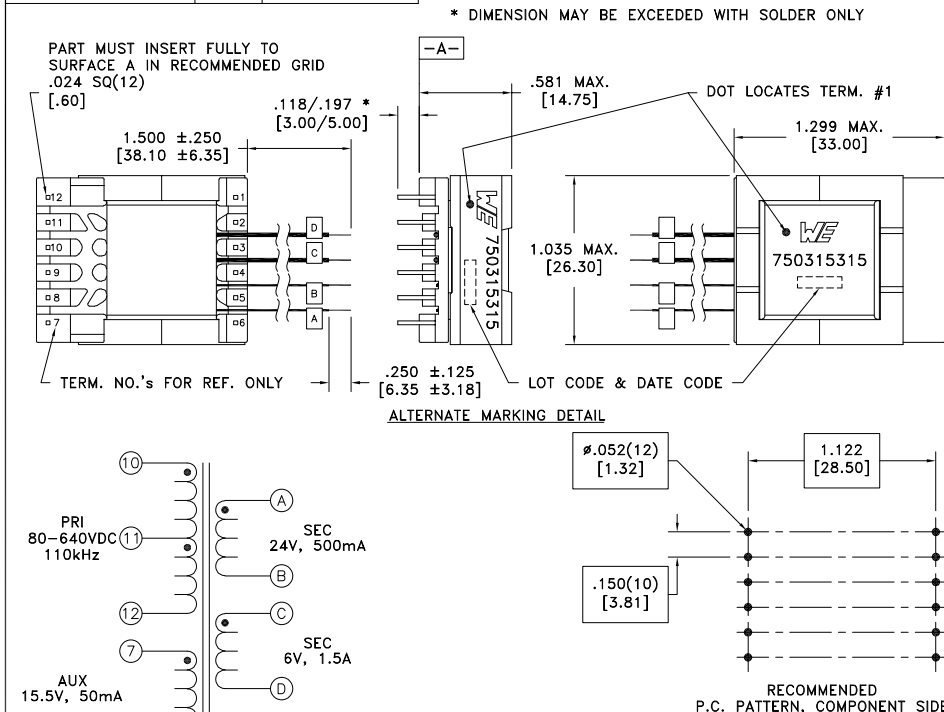 * DIMENSION MAY BE EXCEEDED WITH SOLDER ONLY
PART MUST INSERT FULLY TO
SURFACE A IN RECOMMENDED GRID
.024 SQ(12)
[.60]
-A-
.118/.197 *
[3.00/5.00]
.581 MAX.
[14.75]
DOT LOCATES TERM. #1
1.500 ±.250
[38.10 ±6.35]
1.299 MAX.
[33.00]
12
11
10
9
8
7
1
2
3
4
5
6
D
C
B
A
WE
750315315
1.035 MAX.
[26.30]
WE
750315315
TERM. NO.'s FOR REF. ONLY
.250 ±.125
[6.35 ±3.18]
LOT CODE & DATE CODE
ALTERNATE MARKING DETAIL
10
PRI
80-640VDC
110kHz
11
12
7
AUX
15.5V, 50mA
A
SEC
24V, 500mA
B
C
SEC
6V, 1.5A
D
ø.052(12)
[1.32]
1.122
[28.50]
.150(10)
[3.81]
RECOMMENDED
P.C. PATTERN, COMPONENT SIDE